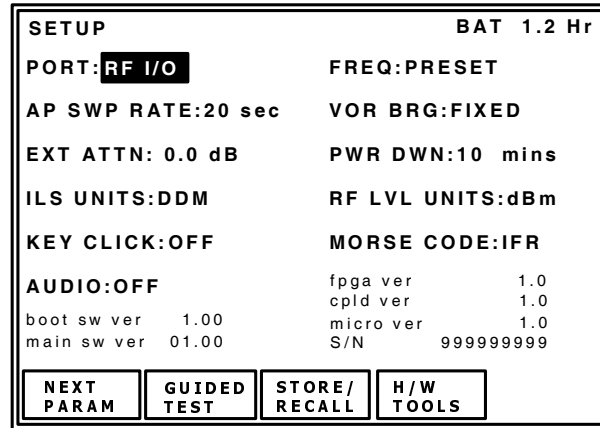 SETUP BAT 1.2 Hr
PORT:RF I/O FREQ:PRESET
AP SWP RATE:20 sec VOR BRG:FIXED
EXT ATTN: 0.0 dB PWR DWN:10 mins
ILS UNITS:DDM RF LVL UNITS:dBm
KEY CLICK:OFF MORSE CODE:IFR
AUDIO:OFF
fpga ver 1.0
cpld ver 1.0
boot sw ver 1.00 micro ver 1.0
main sw ver 01.00 S/N 999999999
NEXT PARAM
GUIDED TEST
STORE/ RECALL
H/W TOOLS